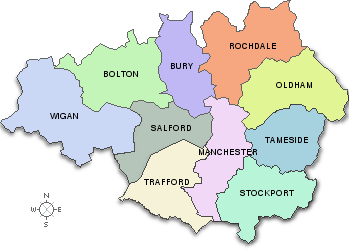 ROCHDALE
BURY
BOLTON
OLDHAM
WIGAN
SALFORD
TAMESIDE
MANCHESTER
TRAFFORD
STOCKPORT
N
W E
S